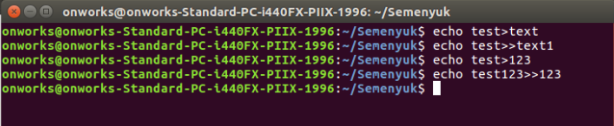 onworks@onworks-Standard-PC-i440FX-PIIX-1996: ~/Semenyuk
onworks@onworks-Standard-PC-i440FX-PIIX-1996:~/Semenyuk$ echo test>text
onworks@onworks-Standard-PC-i440FX-PIIX-1996:~/Semenyuk$ echo test>>text1
onworks@onworks-Standard-PC-i440FX-PIIX-1996:~/Semenyuk$ echo test>123
onworks@onworks-Standard-PC-i440FX-PIIX-1996:~/Semenyuk$ echo test123>>123
onworks@onworks-Standard-PC-i440FX-PIIX-1996:~/Semenyuk$